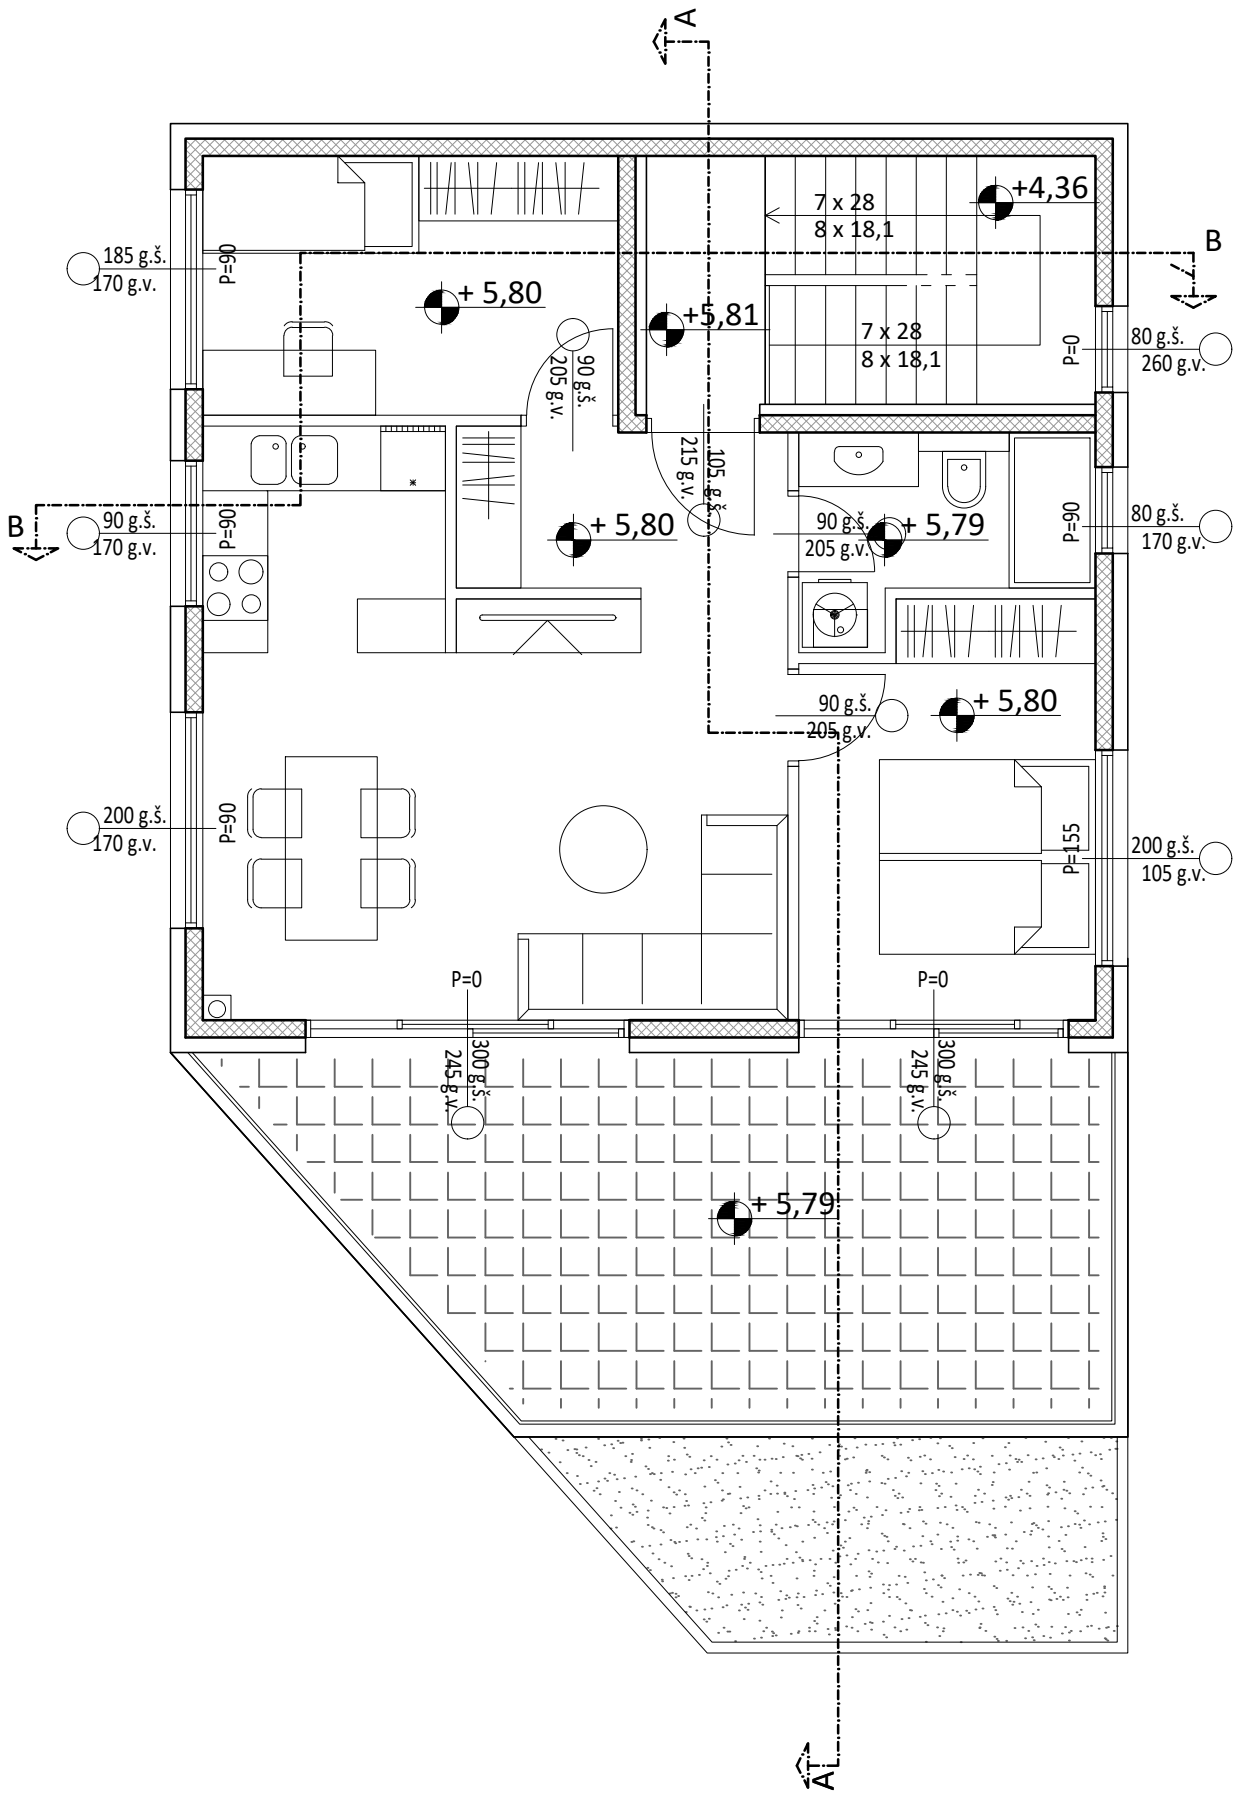 A
+4,36
7 x 28
8 x 18,1
B
185 g.š.
170 g.v.
P=90
+ 5,80
+5,81
7 x 28
8 x 18,1
P=0
80 g.š.
260 g.v.
90 g.š.
205 g.v.
105 g.š.
215 g.v.
B
90 g.š.
170 g.v.
P=90
+ 5,80
90 g.š.
205 g.v.
+ 5,79
P=90
80 g.š.
170 g.v.
90 g.š.
205 g.v.
+ 5,80
200 g.š.
170 g.v.
P=90
P=155
200 g.š.
105 g.v.
P=0
P=0
300 g.š.
245 g.v.
300 g.š.
245 g.v.
+ 5,79
A